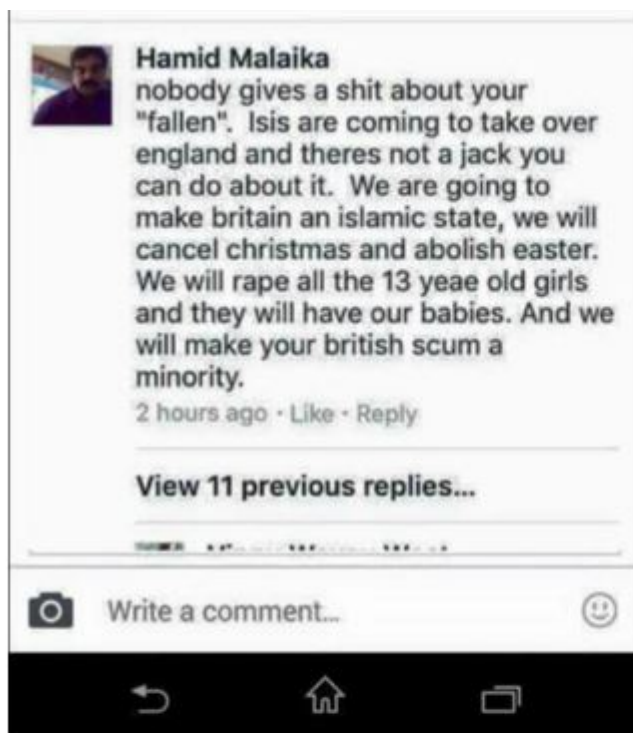 Hamid Malaika
nobody gives a shit about your
"fallen". Isis are coming to take over
england and theres not a jack you
can do about it. We are going to
make britain an islamic state, we will
cancel christmas and abolish easter.
We will rape all the 13 yeae old girls
and they will have our babies. And we
will make your british scum a
minority.
2 hours ago · Like · Reply
View 11 previous replies...
Write a comment...